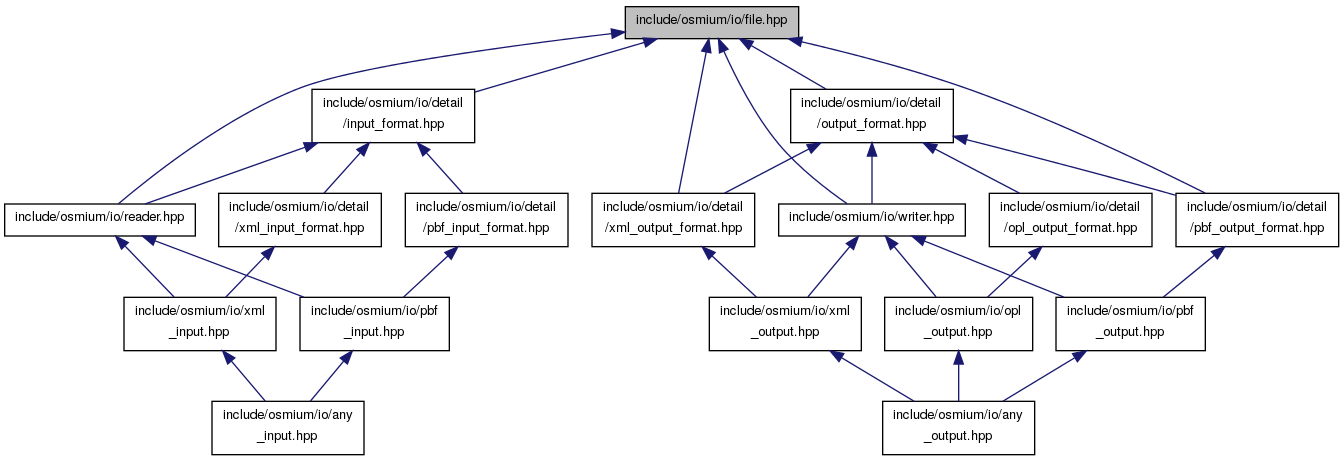 include/osmium/io/file.hpp
include/osmium/io/detail
/input_format.hpp
include/osmium/io/detail
/output_format.hpp
include/osmium/io/reader.hpp
include/osmium/io/detail
/xml_input_format.hpp
include/osmium/io/detail
/pbf_input_format.hpp
include/osmium/io/detail
/xml_output_format.hpp
include/osmium/io/writer.hpp
include/osmium/io/detail
/opl_output_format.hpp
include/osmium/io/detail
/pbf_output_format.hpp
include/osmium/io/xml
_input.hpp
include/osmium/io/pbf
_input.hpp
include/osmium/io/xml
_output.hpp
include/osmium/io/opl
_output.hpp
include/osmium/io/pbf
_output.hpp
include/osmium/io/any
_input.hpp
include/osmium/io/any
_output.hpp